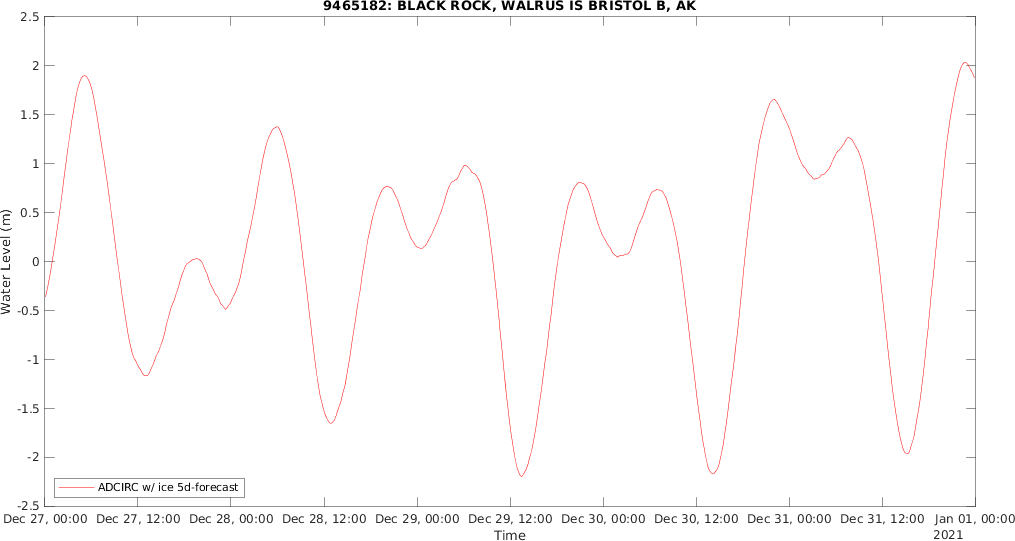 9465182: BLACK ROCK, WALRUS IS BRISTOL B, AK
Water Level (m)
2.5
2
1.5
1
0.5
0
-0.5
-1
-1.5
-2
-2.5
ADCIRC w/ ice 5d-forecast
Dec 27, 00:00 Dec 27, 12:00 Dec 28, 00:00 Dec 28, 12:00 Dec 29, 00:00 Dec 29, 12:00 Dec 30, 00:00 Dec 30, 12:00 Dec 31, 00:00 Dec 31, 12:00 Jan 01, 00:00
Time
2021